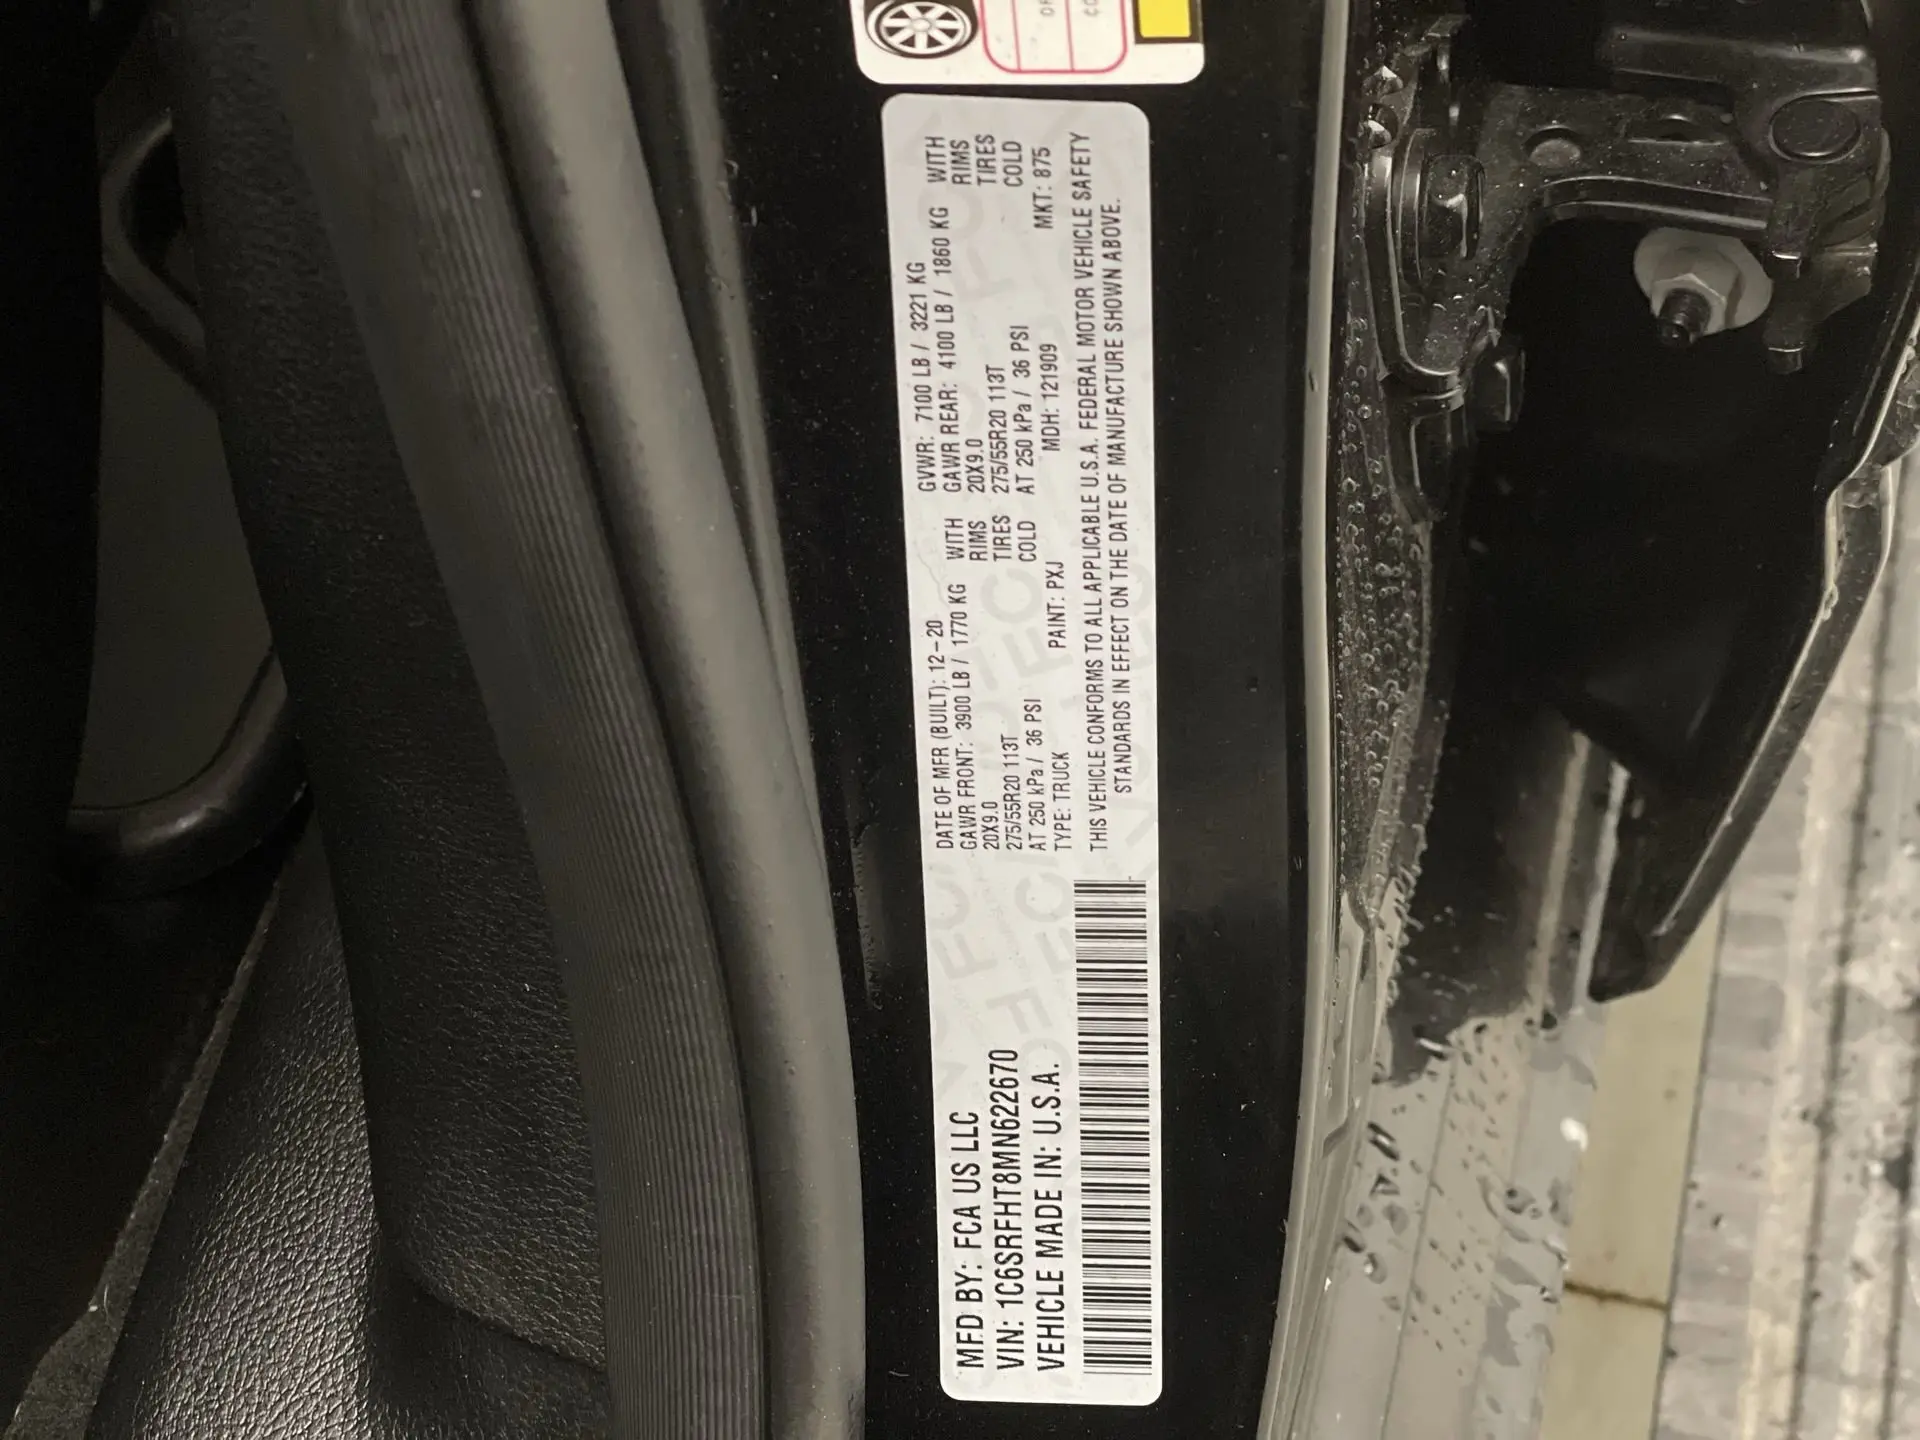 MFD BY: FCA US LLC
VIN: 1C6SRFHT8MN622670
VEHICLE MADE IN: U.S.A.
DATE OF MFR (BUILT): 12-20 GVWR: 7100 LB / 3221 KG
GAWR FRONT: 3900 LB / 1770 KG WITH GAWR REAR: 4100 LB / 1860 KG WITH
20X9.0 RIMS 20X9.0 RIMS
275/55R20 113T TIRES 275/55R20 113T TIRES
AT 250 kPa / 36 PSI COLD AT 250 kPa / 36 PSI COLD
TYPE: TRUCK PAINT: PXJ MDH: 121909 MKT: 875
THIS VEHICLE CONFORMS TO ALL APPLICABLE U.S.A. FEDERAL MOTOR VEHICLE SAFETY
STANDARDS IN EFFECT ON THE DATE OF MANUFACTURE SHOWN ABOVE.